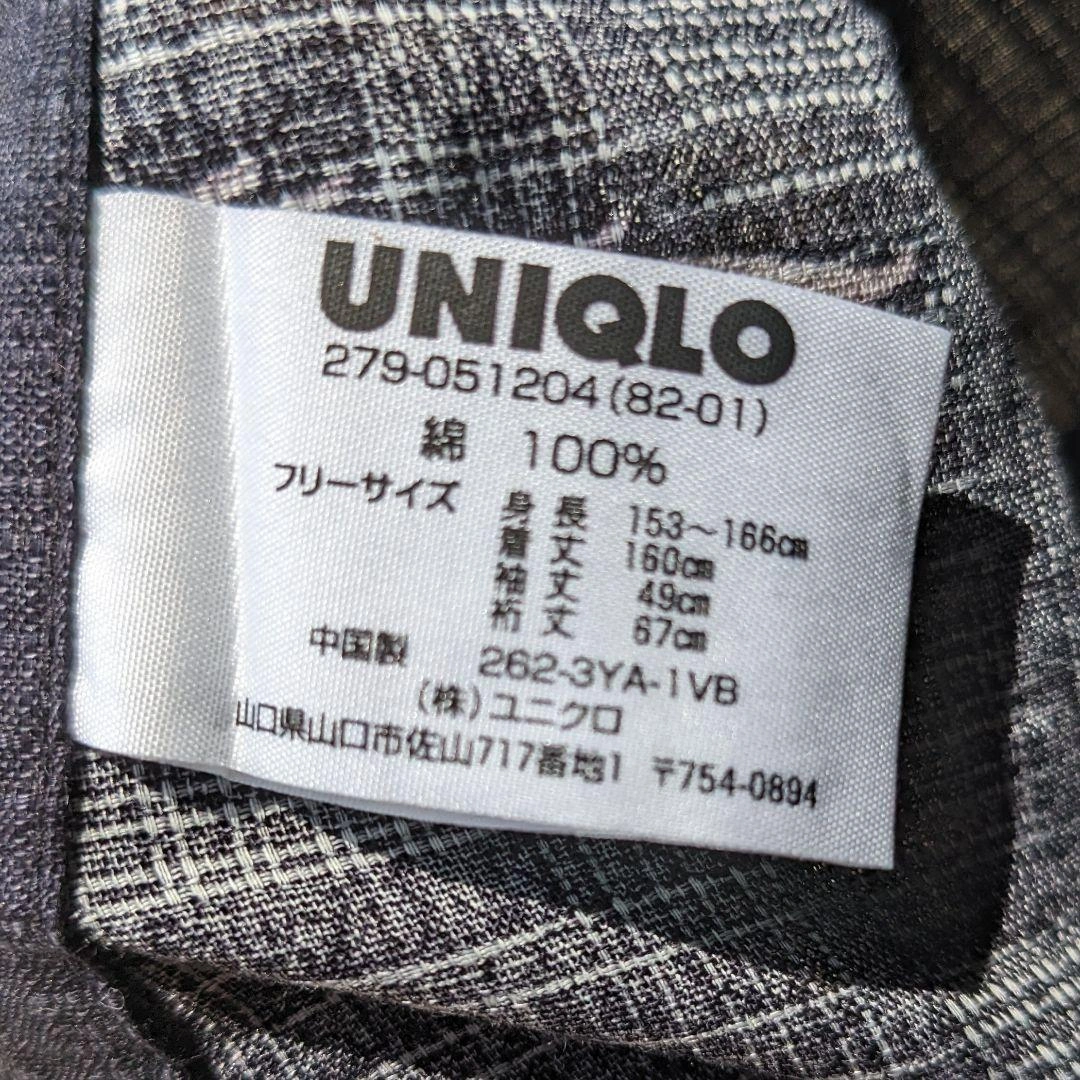 UNIQLO
279-051204(82-01)
綿 100%
フリーサイズ 身長 153～166㎝
着丈 160㎝
袖丈 49㎝
裄丈 67㎝
中国製 262-3YA-1VB
(株)ユニクロ
山口県山口市佐山717番地1 〒754-0894